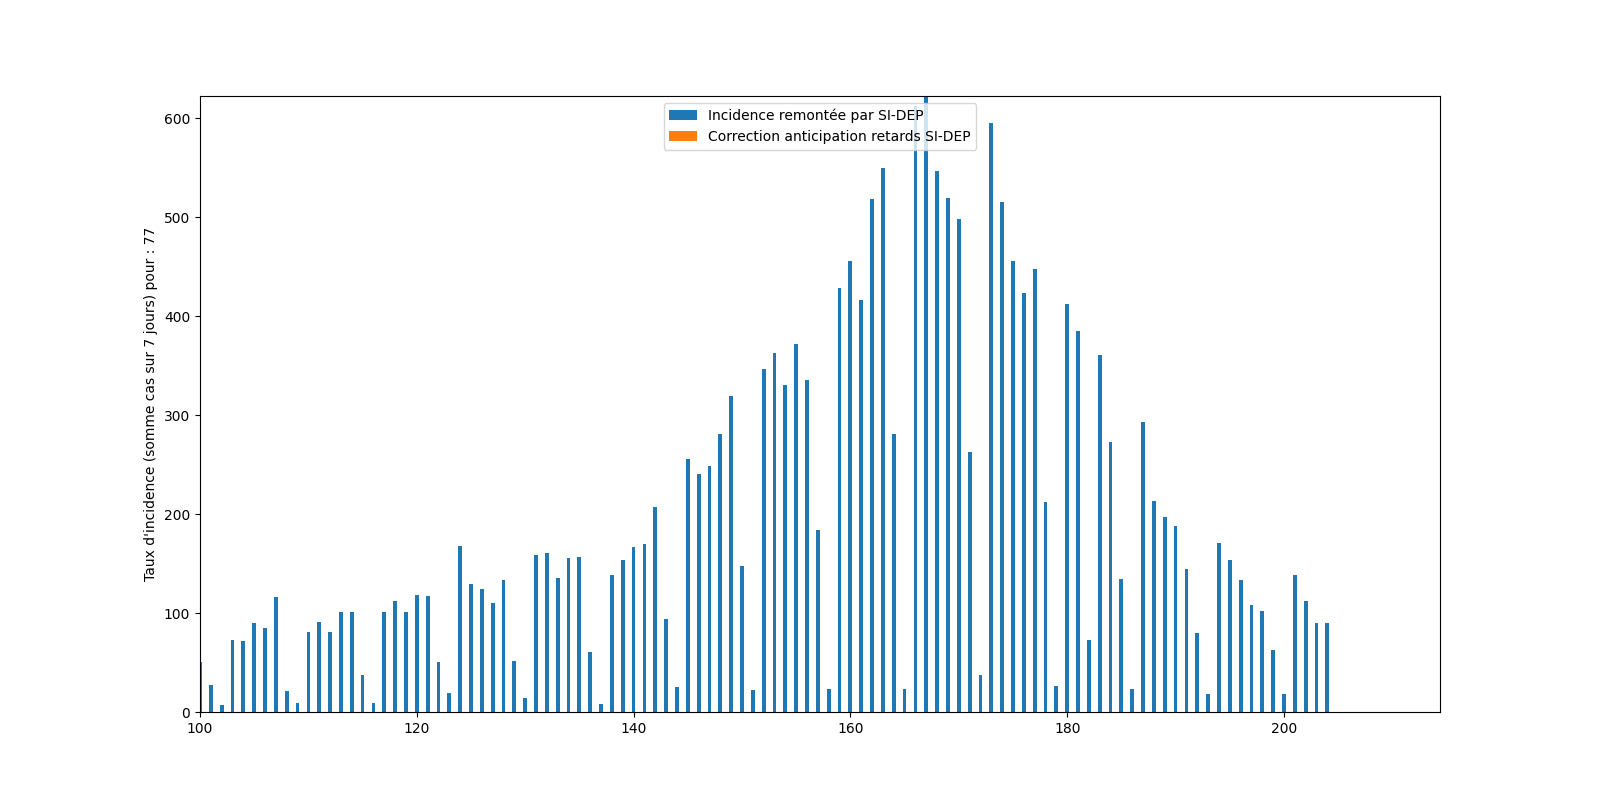 Incidence remontée par SI-DEP
Correction anticipation retards SI-DEP
Taux d'incidence (somme cas sur 7 jours) pour : 77
600
500
400
300
200
100
0
100 120 140 160 180 200